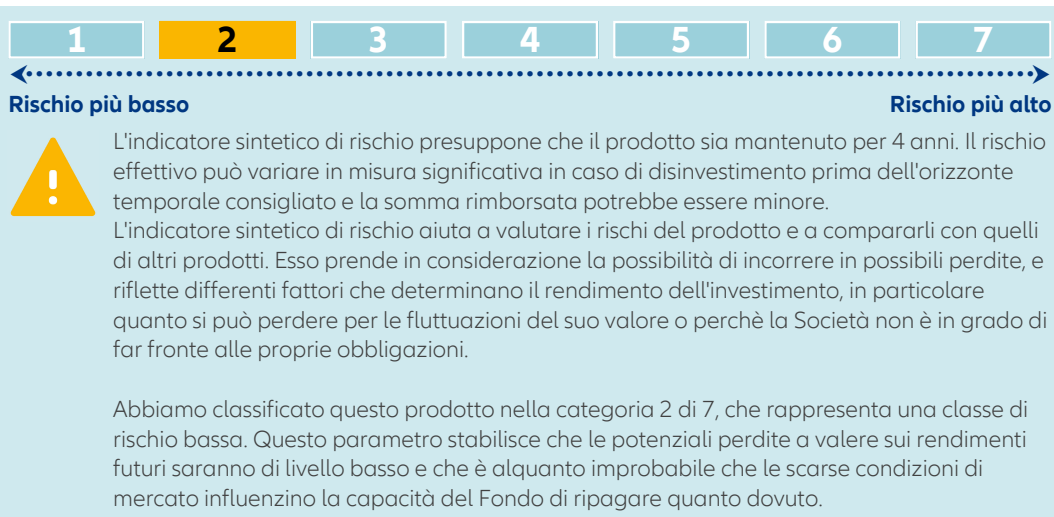 1 2 3 4 5 6 7
Rischio più basso Rischio più alto
L'indicatore sintetico di rischio presuppone che il prodotto sia mantenuto per 4 anni. Il rischio
effettivo può variare in misura significativa in caso di disinvestimento prima dell'orizzonte
temporale consigliato e la somma rimborsata potrebbe essere minore.
L'indicatore sintetico di rischio aiuta a valutare i rischi del prodotto e a compararli con quelli
di altri prodotti. Esso prende in considerazione la possibilità di incorrere in possibili perdite, e
riflette differenti fattori che determinano il rendimento dell'investimento, in particolare
quanto si può perdere per le fluttuazioni del suo valore o perchè la Società non è in grado di
far fronte alle proprie obbligazioni.
Abbiamo classificato questo prodotto nella categoria 2 di 7, che rappresenta una classe di
rischio bassa. Questo parametro stabilisce che le potenziali perdite a valere sui rendimenti
futuri saranno di livello basso e che è alquanto improbabile che le scarse condizioni di
mercato influenzino la capacità del Fondo di ripagare quanto dovuto.